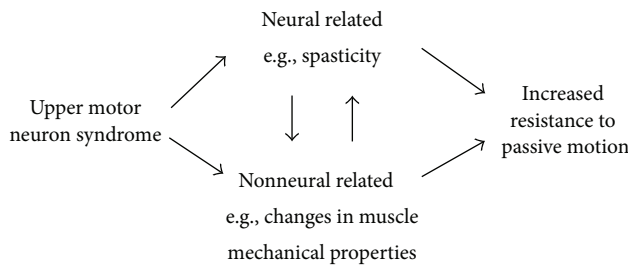 Neural related
e.g., spasticity
Upper motor
neuron syndrome
Increased
resistance to
passive motion
Nonneural related
e.g., changes in muscle
mechanical properties